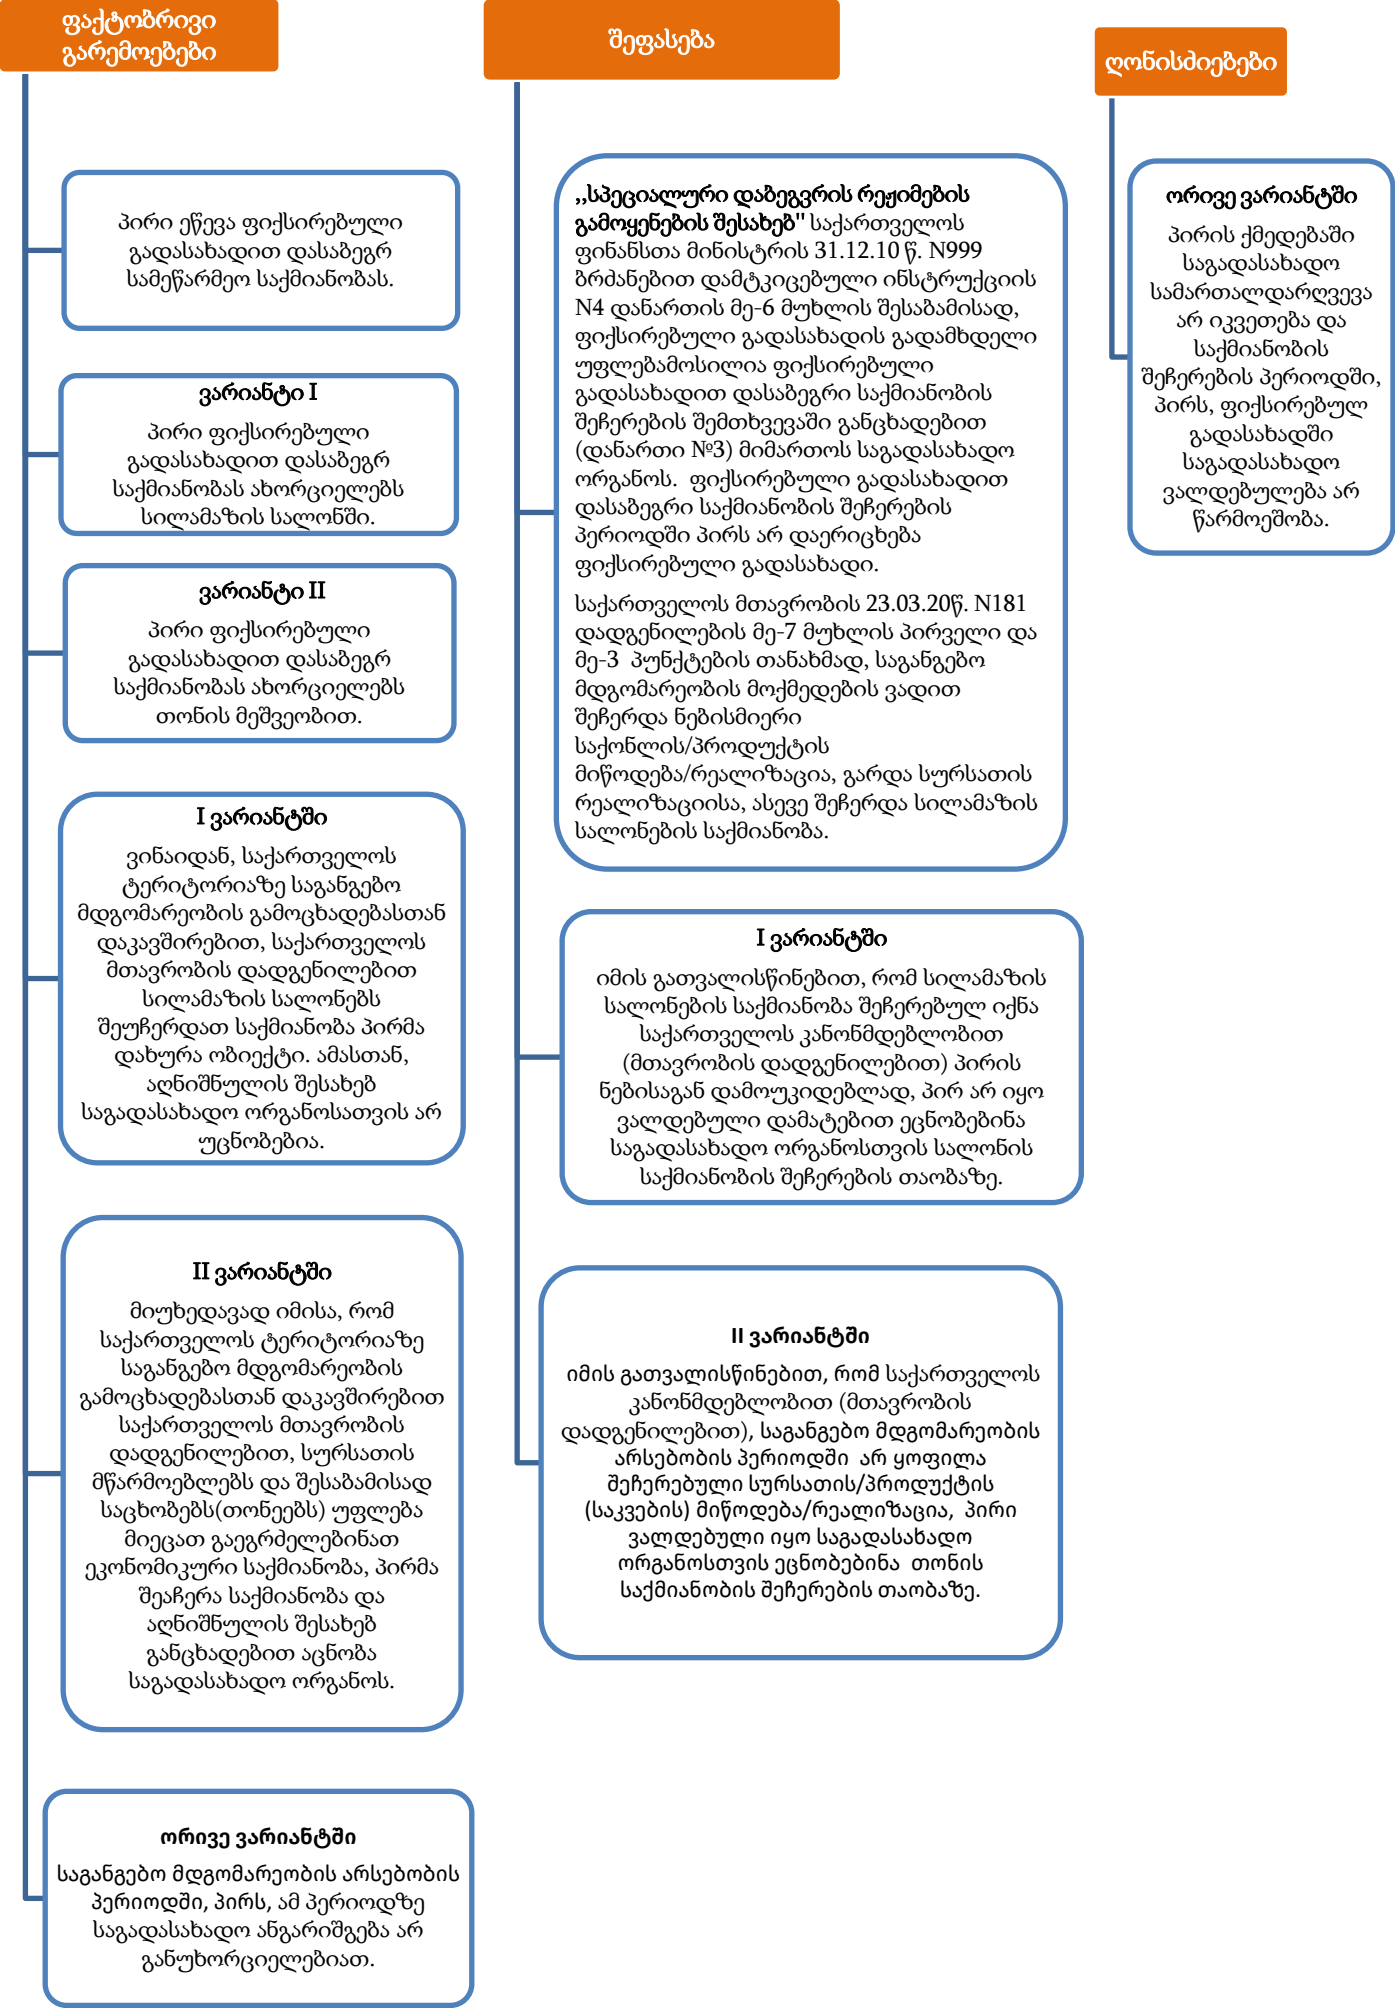 ფაქტობრივი
გარემოებები
პირი ეწევა ფიქსირებული
გადასახადით დასაბეგრ
სამეწარმეო საქმიანობას.
ვარიანტი I
პირი ფიქსირებული
გადასახადით დასაბეგრ
საქმიანობას ახორციელებს
სილამაზის სალონში.
ვარიანტი II
პირი ფიქსირებული
გადასახადით დასაბეგრ
საქმიანობას ახორციელებს
თონის მეშვეობით.
I ვარიანტში
ვინაიდან, საქართველოს
ტერიტორიაზე საგანგებო
მდგომარეობის გამოცხადებასთან
დაკავშირებით, საქართველოს
მთავრობის დადგენილებით
სილამაზის სალონებს
შეუჩერდათ საქმიანობა პირმა
დახურა ობიექტი. ამასთან,
აღნიშნულის შესახებ
საგადასახადო ორგანოსათვის არ
უცნობებია.
II ვარიანტში
მიუხედავად იმისა, რომ
საქართველოს ტერიტორიაზე
საგანგებო მდგომარეობის
გამოცხადებასთან დაკავშირებით
საქართველოს მთავრობის
დადგენილებით, სურსათის
მწარმოებლებს და შესაბამისად
საცხობებს(თონეებს) უფლება
მიეცათ გაეგრძელებინათ
ეკონომიკური საქმიანობა, პირმა
შეაჩერა საქმიანობა და
აღნიშნულის შესახებ
განცხადებით აცნობა
საგადასახადო ორგანოს.
ორივე ვარიანტში
საგანგებო მდგომარეობის არსებობის
პერიოდში, პირს, ამ პერიოდზე
საგადასახადო ანგარიშგება არ
განუხორციელებიათ.
შეფასება
,,სპეციალური დაბეგვრის რეჟიმების
გამოყენების შესახებ" საქართველოს
ფინანსთა მინისტრის 31.12.10 წ. N999
ბრძანებით დამტკიცებული ინსტრუქციის
N4 დანართის მე-6 მუხლის შესაბამისად,
ფიქსირებული გადასახადის გადამხდელი
უფლებამოსილია ფიქსირებული
გადასახადით დასაბეგრი საქმიანობის
შეჩერების შემთხვევაში განცხადებით
(დანართი №3) მიმართოს საგადასახადო
ორგანოს. ფიქსირებული გადასახადით
დასაბეგრი საქმიანობის შეჩერების
პერიოდში პირს არ დაერიცხება
ფიქსირებული გადასახადი.
საქართველოს მთავრობის 23.03.20წ. N181
დადგენილების მე-7 მუხლის პირველი და
მე-3 პუნქტების თანახმად, საგანგებო
მდგომარეობის მოქმედების ვადით
შეჩერდა ნებისმიერი
საქონლის/პროდუქტის
მიწოდება/რეალიზაცია, გარდა სურსათის
რეალიზაციისა, ასევე შეჩერდა სილამაზის
სალონების საქმიანობა.
I ვარიანტში
იმის გათვალისწინებით, რომ სილამაზის
სალონების საქმიანობა შეჩერებულ იქნა
საქართველოს კანონმდებლობით
(მთავრობის დადგენილებით) პირის
ნებისაგან დამოუკიდებლად, პირ არ იყო
ვალდებული დამატებით ეცნობებინა
საგადასახადო ორგანოსთვის სალონის
საქმიანობის შეჩერების თაობაზე.
II ვარიანტში
იმის გათვალისწინებით, რომ საქართველოს
კანონმდებლობით (მთავრობის
დადგენილებით), საგანგებო მდგომარეობის
არსებობის პერიოდში არ ყოფილა
შეჩერებული სურსათის/პროდუქტის
(საკვების) მიწოდება/რეალიზაცია, პირი
ვალდებული იყო საგადასახადო
ორგანოსთვის ეცნობებინა თონის
საქმიანობის შეჩერების თაობაზე.
ღონისძიებები
ორივე ვარიანტში
პირის ქმედებაში
საგადასახადო
სამართალდარღვევა
არ იკვეთება და
საქმიანობის
შეჩერების პერიოდში,
პირს, ფიქსირებულ
გადასახადში
საგადასახადო
ვალდებულება არ
წარმოეშობა.